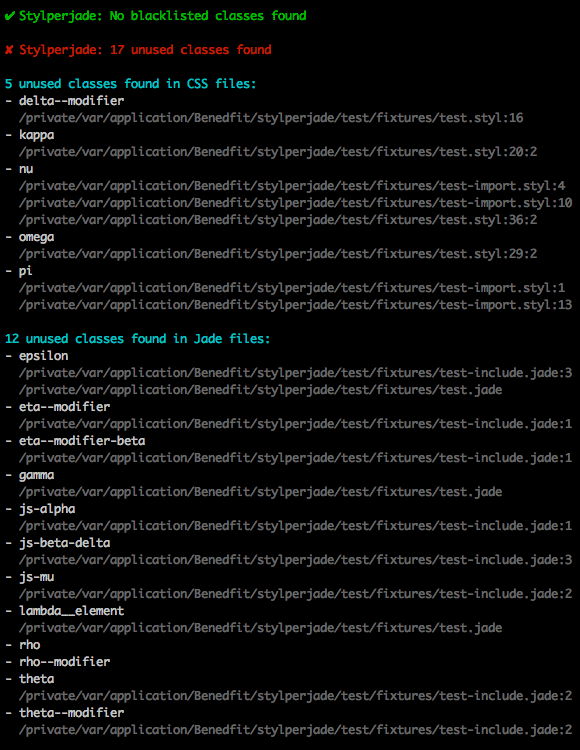 ✔ Stylperjade: No blacklisted classes found
✘ Stylperjade: 17 unused classes found
5 unused classes found in CSS files:
- delta--modifier
/private/var/application/Benedfit/stylperjade/test/fixtures/test.styl:16
- kappa
/private/var/application/Benedfit/stylperjade/test/fixtures/test.styl:20:2
- nu
/private/var/application/Benedfit/stylperjade/test/fixtures/test-import.styl:4
/private/var/application/Benedfit/stylperjade/test/fixtures/test-import.styl:10
/private/var/application/Benedfit/stylperjade/test/fixtures/test.styl:36:2
- omega
/private/var/application/Benedfit/stylperjade/test/fixtures/test.styl:29:2
- pi
/private/var/application/Benedfit/stylperjade/test/fixtures/test-import.styl:1
/private/var/application/Benedfit/stylperjade/test/fixtures/test-import.styl:13
12 unused classes found in Jade files:
- epsilon
/private/var/application/Benedfit/stylperjade/test/fixtures/test-include.jade:3
/private/var/application/Benedfit/stylperjade/test/fixtures/test.jade
- eta--modifier
/private/var/application/Benedfit/stylperjade/test/fixtures/test-include.jade:1
- eta--modifier-beta
/private/var/application/Benedfit/stylperjade/test/fixtures/test-include.jade:1
- gamma
/private/var/application/Benedfit/stylperjade/test/fixtures/test.jade
- js-alpha
/private/var/application/Benedfit/stylperjade/test/fixtures/test-include.jade:1
- js-beta-delta
/private/var/application/Benedfit/stylperjade/test/fixtures/test-include.jade:3
- js-mu
/private/var/application/Benedfit/stylperjade/test/fixtures/test-include.jade:2
- lambda__element
/private/var/application/Benedfit/stylperjade/test/fixtures/test.jade
- rho
- rho--modifier
- theta
/private/var/application/Benedfit/stylperjade/test/fixtures/test-include.jade:2
- theta--modifier
/private/var/application/Benedfit/stylperjade/test/fixtures/test-include.jade:2